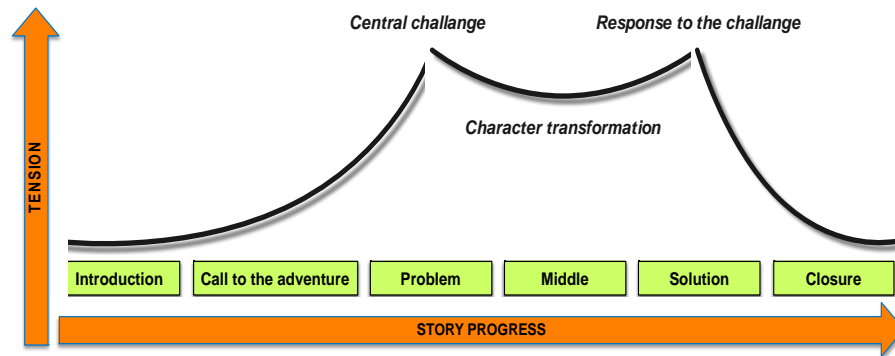 Central challange
Response to the challange
Character transformation
TENSION
Introduction
Call to the adventure
Problem
Middle
Solution
Closure
STORY PROGRESS